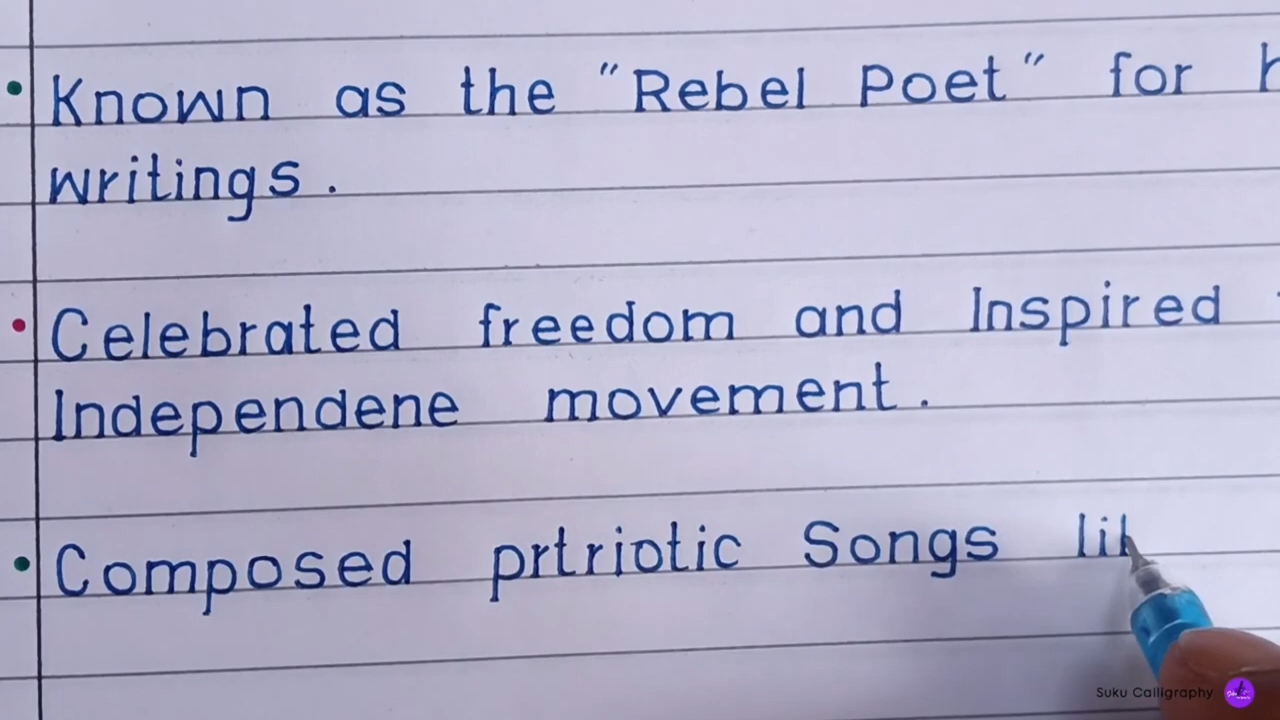 • Known as the "Rebel Poet" for
writings.
• Celebrated freedom and Inspired
Independene movement.
• Composed prtriotic Songs
Suku Calligraphy